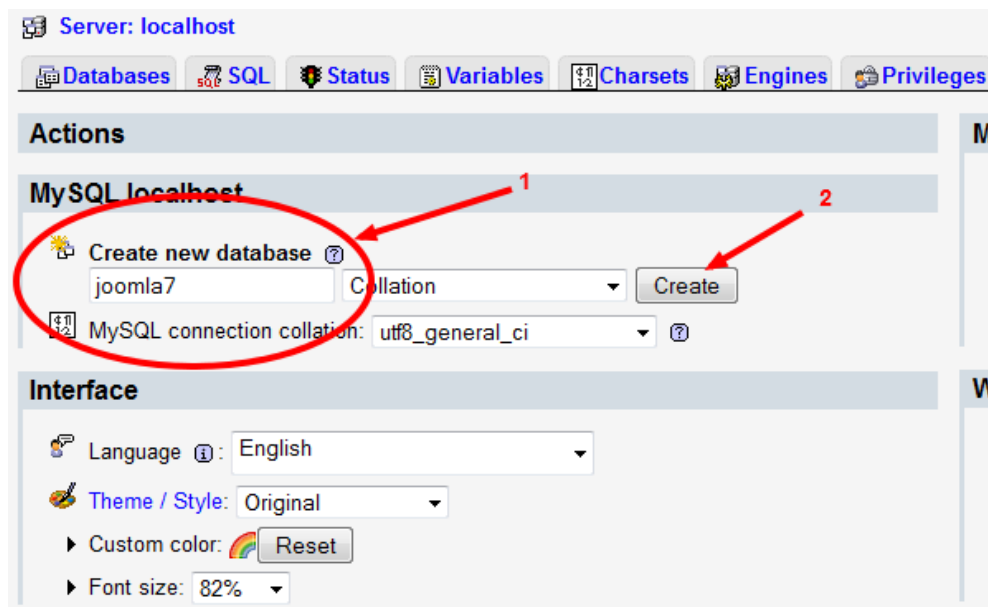 Server: localhost
Databases SQL Status Variables Charsets Engines Privileges
Actions
M
MySQL localhost
1
2
Create new database
joomla7 Collation Create
MySQL connection collation: utf8_general_ci
Interface
W
Language : English
Theme / Style: Original
Custom color: Reset
Font size: 82%